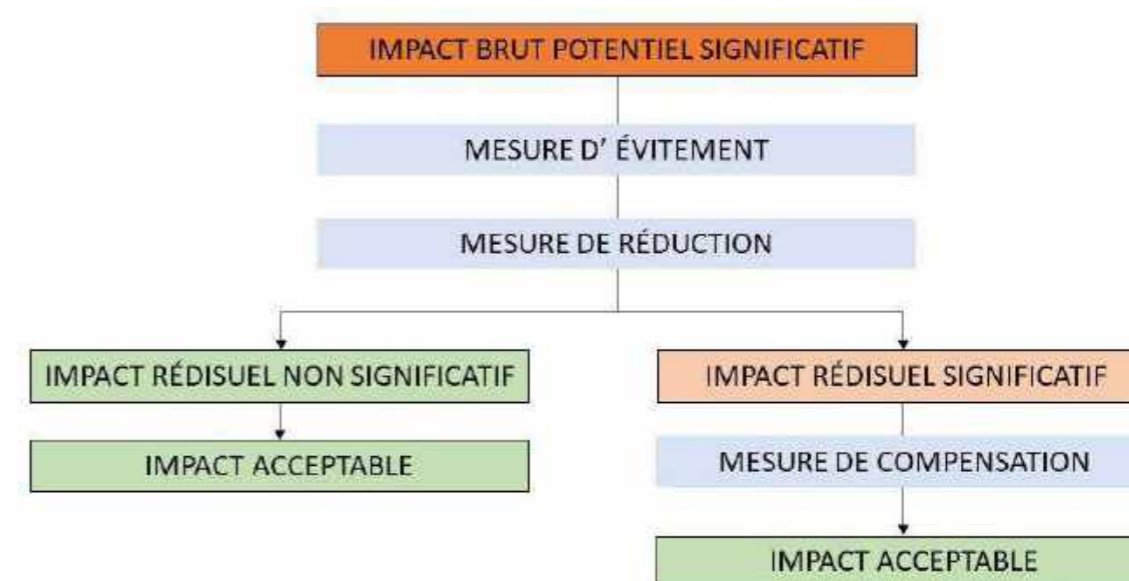 IMPACT BRUT POTENTIEL SIGNIFICATIF
MESURE D' ÉVITEMENT
MESURE DE RÉDUCTION
IMPACT RÉDISUEL NON SIGNIFICATIF
IMPACT RÉDISUEL SIGNIFICATIF
IMPACT ACCEPTABLE
MESURE DE COMPENSATION
IMPACT ACCEPTABLE